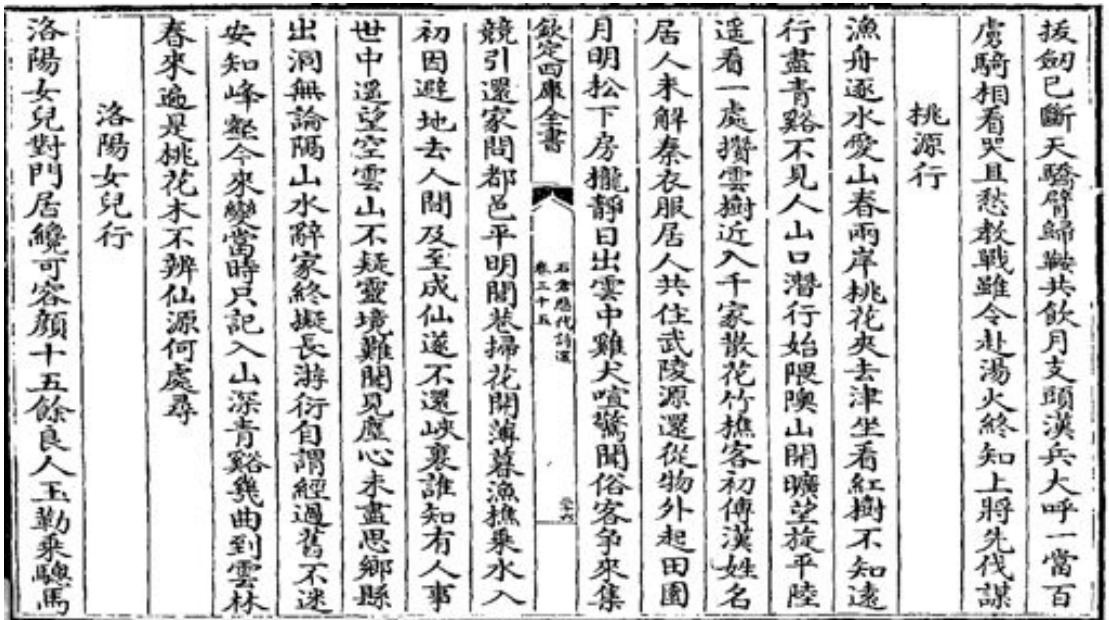 拔劒已斷天驕臂歸鞍共飲月支頭漢兵大呼一當百
虜騎相看哭且愁教戰雖令赴湯火終知上將先伐謀
桃源行
漁舟逐水愛山春兩岸桃花夾去津坐看紅樹不知逺
行盡青谿不見人山口潛行始隈隩山開曠望旋平陸
遥看一處攢雲樹近入千家散花竹樵客初傳漢姓名
居人未解秦衣服居人共住武陵源還從物外起田園
月明松下房櫳靜日出雲中雞犬喧驚聞俗客争來集
欽定四庫全書
石倉歴代詩選
卷三十五
競引還家問都邑平明閭巷掃花開薄暮漁樵乘水入
初因避地去人間及至成仙遂不還峽裏誰知有人事
世中遥望空雲山不疑靈境難聞見塵心未盡思鄉縣
出洞無論隔山水辭家終擬長游衍自謂經過舊不迷
安知峰壑今來變當時只記入山深青谿幾曲到雲林
春來遍是桃花水不辨仙源何處尋
洛陽女兒行
洛陽女兒對門居纔可容顔十五餘良人玉勒乘驄馬